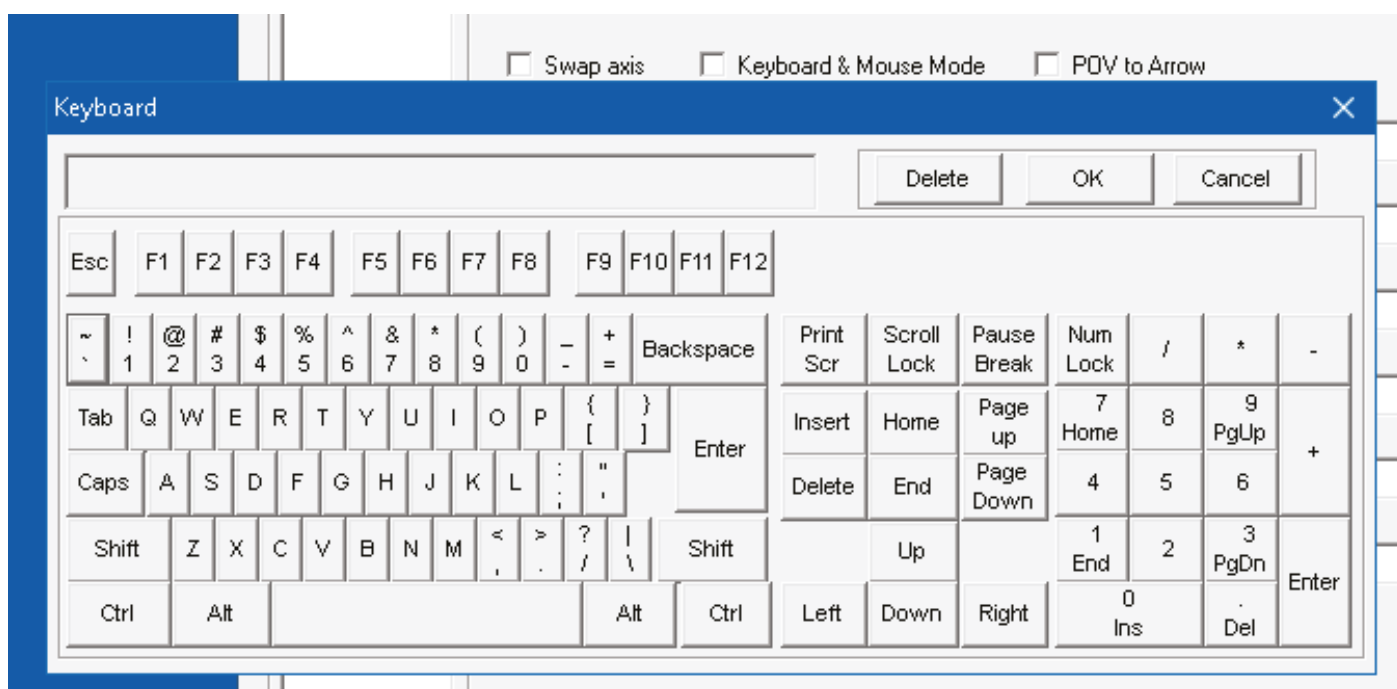 Swap axis Keyboard & Mouse Mode POV to Arrow
Keyboard
Delete OK Cancel
Esc F1 F2 F3 F4 F5 F6 F7 F8 F9 F10 F11 F12
~ ! @ # $ % ^ & * ( ) _ +
` 1 2 3 4 5 6 7 8 9 0 - = Backspace
Print Scr Scroll Lock Pause Break Num Lock / * -
Tab Q W E R T Y U I O P { [ } ] Enter
Insert Home Page up 7 Home 8 9 PgUp +
Caps A S D F G H J K L : ; " '
Delete End Page Down 4 5 6
Shift Z X C V B N M < , > . ? / | \ Shift
Up 1 End 2 3 PgDn Enter
Ctrl Alt Alt Ctrl
Left Down Right 0 Ins . Del